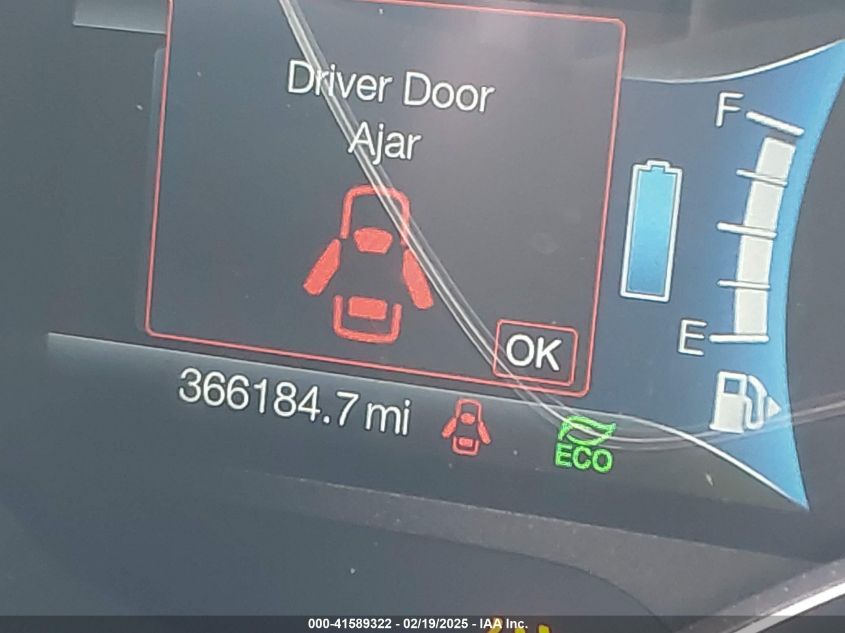 Driver Door
Ajar
F
E
OK
366184.7 mi
ECO
000-41589322 - 02/19/2025 - IAA Inc.